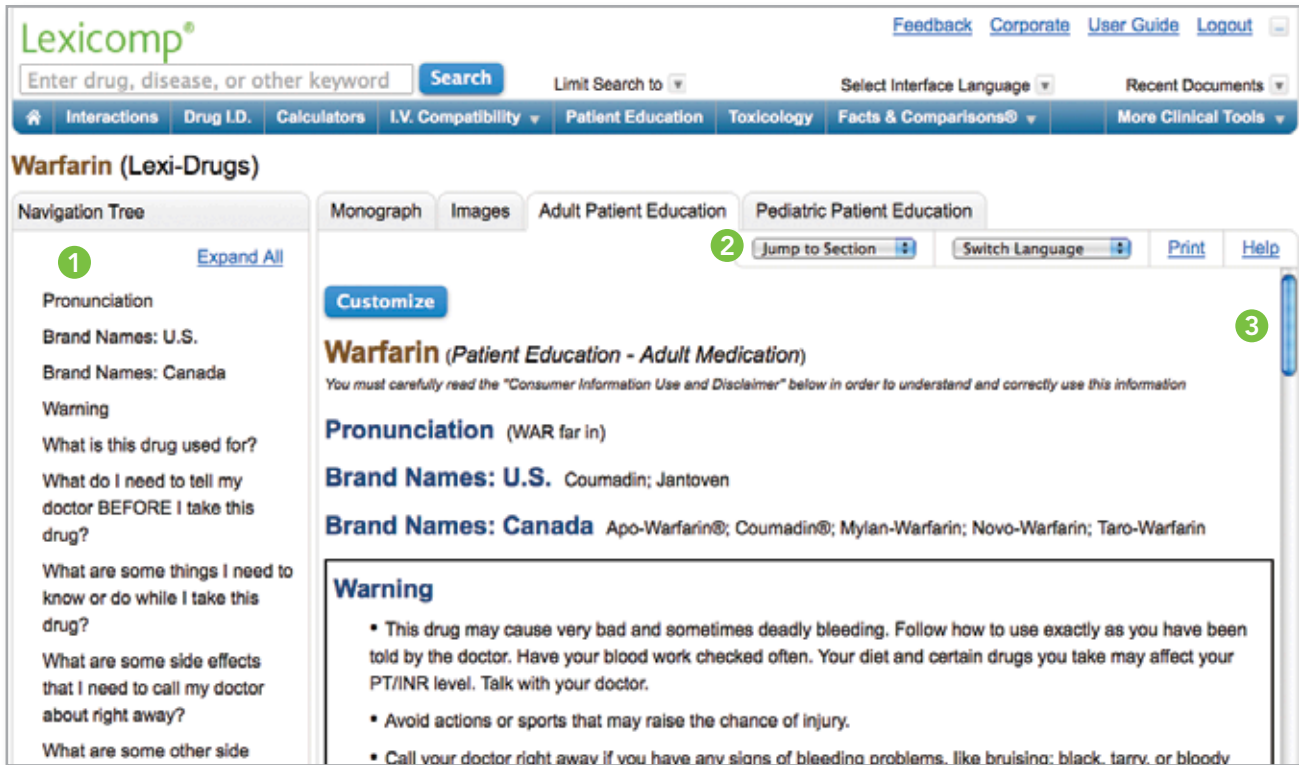 Lexicomp®
Feedback Corporate User Guide Logout
Enter drug, disease, or other keyword Search Limit Search to Select Interface Language Recent Documents
Interactions Drug I.D. Calculators I.V. Compatibility Patient Education Toxicology Facts & Comparisons® More Clinical Tools
Warfarin (Lexi-Drugs)
Navigation Tree
1
Expand All
Pronunciation
Brand Names: U.S.
Brand Names: Canada
Warning
What is this drug used for?
What do I need to tell my
doctor BEFORE I take this
drug?
What are some things I need to
know or do while I take this
drug?
What are some side effects
that I need to call my doctor
about right away?
What are some other side
Monograph Images Adult Patient Education Pediatric Patient Education
2 Jump to Section Switch Language Print Help
3
Customize
Warfarin (Patient Education - Adult Medication)
You must carefully read the "Consumer Information Use and Disclaimer" below in order to understand and correctly use this information
Pronunciation (WAR far in)
Brand Names: U.S. Coumadin; Jantoven
Brand Names: Canada Apo-Warfarin®; Coumadin®; Mylan-Warfarin; Novo-Warfarin; Taro-Warfarin
Warning
• This drug may cause very bad and sometimes deadly bleeding. Follow how to use exactly as you have been
told by the doctor. Have your blood work checked often. Your diet and certain drugs you take may affect your
PT/INR level. Talk with your doctor.
• Avoid actions or sports that may raise the chance of injury.
• Call your doctor right away if you have any signs of bleeding problems, like bruising; black, tarry, or bloody